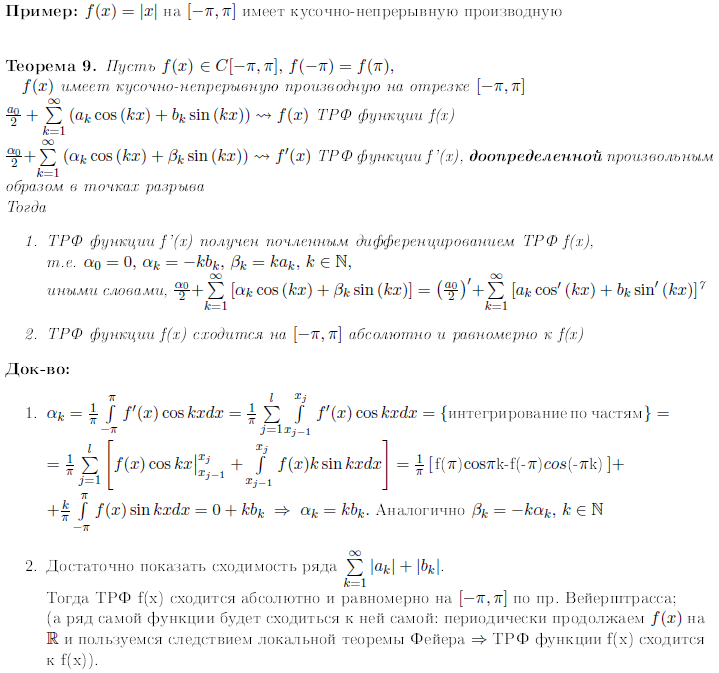 Пример: f(x) = |x| на [−π, π] имеет кусочно-непрерывную производную
Теорема 9. Пусть f(x) ∈ C[−π, π], f(−π) = f(π),
f(x) имеет кусочно-непрерывную производную на отрезке [−π, π]
a₀/2 + ∑_{k=1}^{∞} (a_k cos (kx) + b_k sin (kx)) ⇝ f(x) ТРФ функции f(x)
α₀/2 + ∑_{k=1}^{∞} (α_k cos (kx) + β_k sin (kx)) ⇝ f′(x) ТРФ функции f'(x), доопределенной произвольным
образом в точках разрыва
Тогда
1. ТРФ функции f'(x) получен почленным дифференцированием ТРФ f(x),
т.е. α₀ = 0, α_k = −kb_k, β_k = ka_k, k ∈ ℕ,
иными словами, α₀/2 + ∑_{k=1}^{∞} [α_k cos (kx) + β_k sin (kx)] = (a₀/2)′ + ∑_{k=1}^{∞} [a_k cos′ (kx) + b_k sin′ (kx)]⁷
2. ТРФ функции f(x) сходится на [−π, π] абсолютно и равномерно к f(x)
Док-во:
1. α_k = 1/π ∫_{−π}^{π} f′(x) cos kxdx = 1/π ∑_{j=1}^{l} ∫_{x_{j−1}}^{x_j} f′(x) cos kxdx = {интегрирование по частям} =
= 1/π ∑_{j=1}^{l} [f(x) cos kx|_{x_{j−1}}^{x_j} + ∫_{x_{j−1}}^{x_j} f(x)k sin kxdx] = 1/π [f(π)cosπk-f(-π)cos(-πk) ]+
+k/π ∫_{−π}^{π} f(x) sin kxdx = 0 + kb_k ⇒ α_k = kb_k. Аналогично β_k = −kα_k, k ∈ ℕ
2. Достаточно показать сходимость ряда ∑_{k=1}^{∞} |a_k| + |b_k|.
Тогда ТРФ f(x) сходится абсолютно и равномерно на [−π, π] по пр. Вейерштрасса;
(а ряд самой функции будет сходиться к ней самой: периодически продолжаем f(x) на
ℝ и пользуемся следствием локальной теоремы Фейера ⇒ ТРФ функции f(x) сходится
к f(x)).